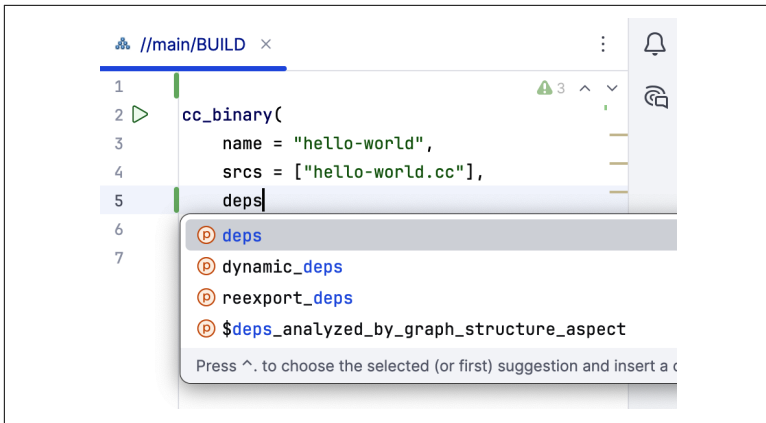 //main/BUILD ×
1
3
2 cc_binary(
3 name = "hello-world",
4 srcs = ["hello-world.cc"],
5 deps
6
7
p deps
p dynamic_deps
p reexport_deps
p $deps_analyzed_by_graph_structure_aspect
Press ^. to choose the selected (or first) suggestion and insert a